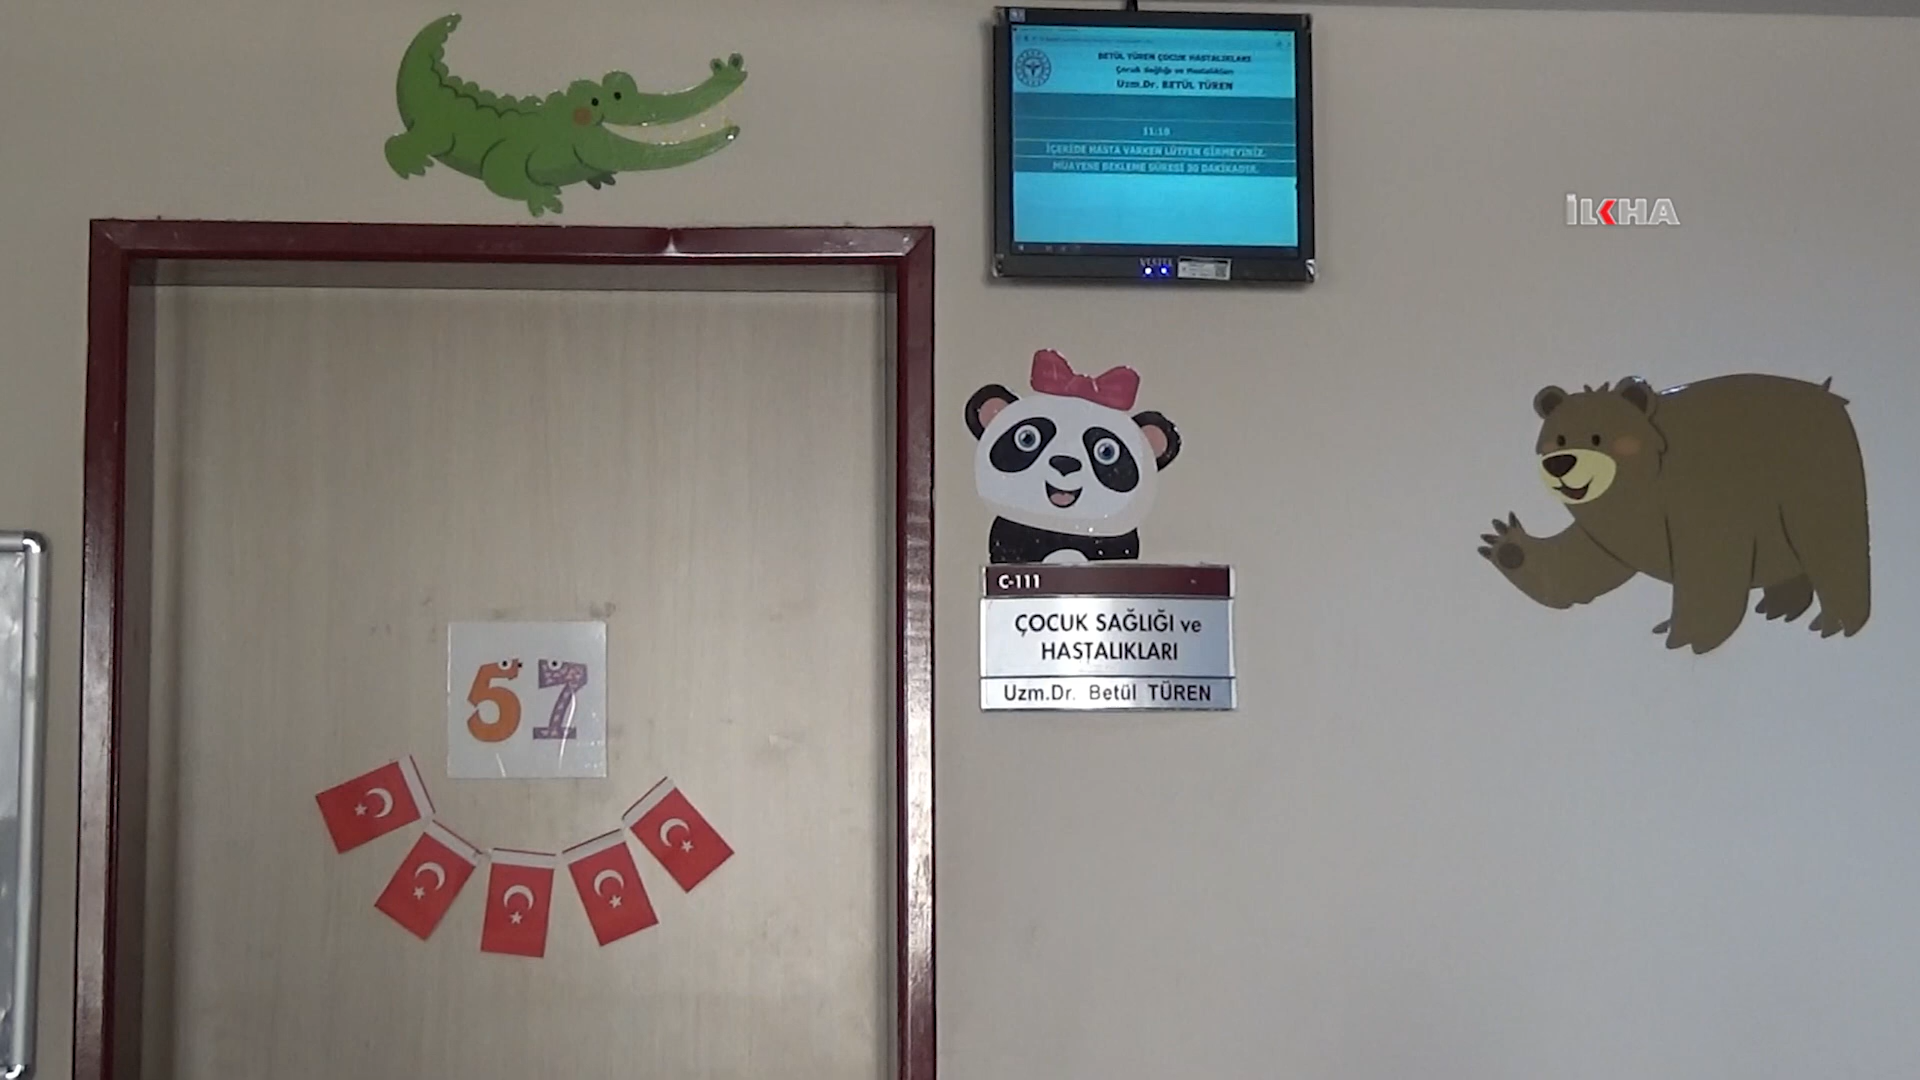 BETÜL TÜREN ÇOCUK HASTALIKLARI
Çocuk Sağlığı ve Hastalıkları
Uzm.Dr. BETÜL TÜREN
11:18
İÇERİDE HASTA VARKEN LÜTFEN GİRMEYİNİZ.
MUAYENE BEKLEME SÜRESİ 30 DAKİKADIR.
VESTEL
İLKHA
C-111
ÇOCUK SAĞLIĞI ve
HASTALIKLARI
Uzm.Dr. Betül TÜREN
57